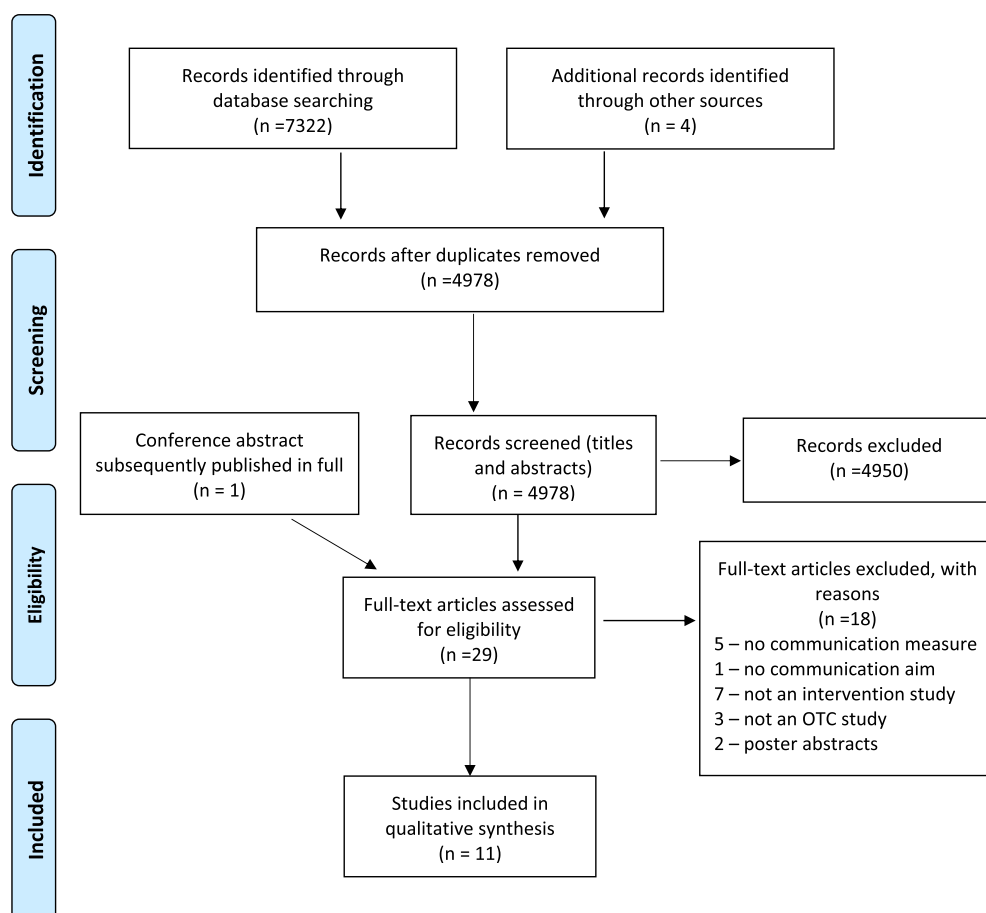 Identification
Records identified through
database searching
(n =7322)
Additional records identified
through other sources
(n = 4)
Records after duplicates removed
(n =4978)
Screening
Conference abstract
subsequently published in full
(n = 1)
Records screened (titles
and abstracts)
(n = 4978)
Records excluded
(n =4950)
Eligibility
Full-text articles assessed
for eligibility
(n =29)
Full-text articles excluded, with
reasons
(n =18)
5 – no communication measure
1 – no communication aim
7 – not an intervention study
3 – not an OTC study
2 – poster abstracts
Included
Studies included in
qualitative synthesis
(n = 11)